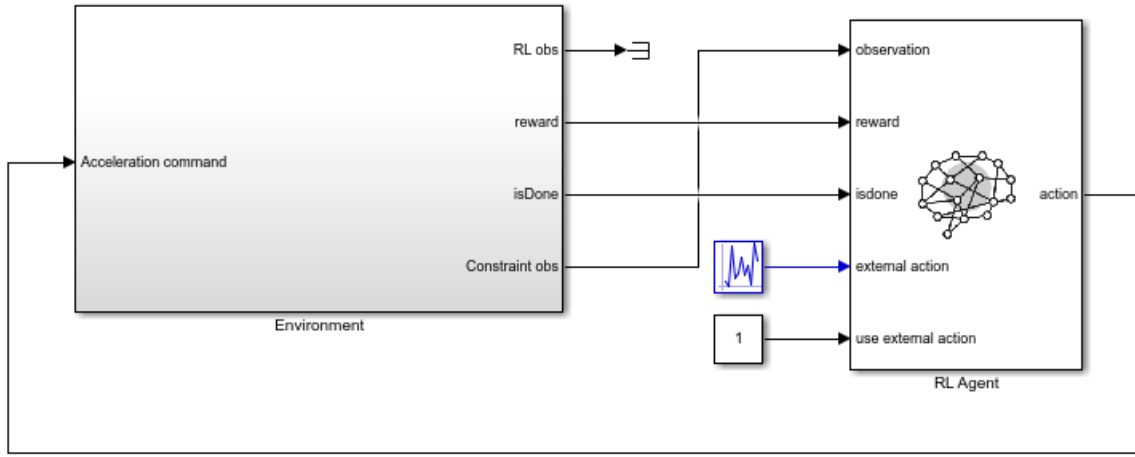 RL obs
reward
Acceleration command
isDone
Constraint obs
Environment
observation
reward
isdone
action
external action
1
use external action
RL Agent